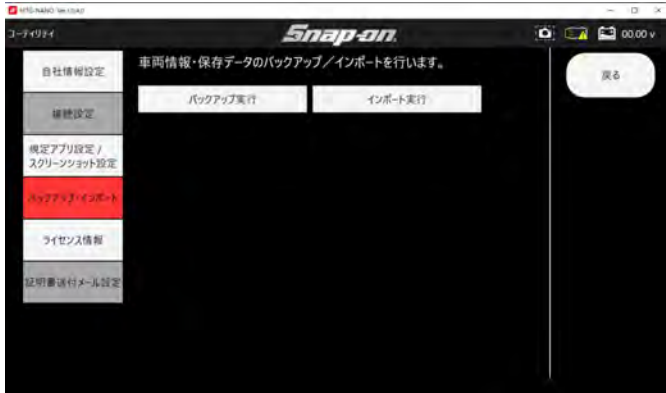 MTG-NANO
ユーティリティ
Snap-on
00.00 v
自社情報設定
車両情報・保存データのバックアップ／インポートを行います。
戻る
バックアップ実行
インポート実行
接続設定
規定アプリ設定 /
スクリーンショット設定
バックアップ・インポート
ライセンス情報
証明書送付メール設定